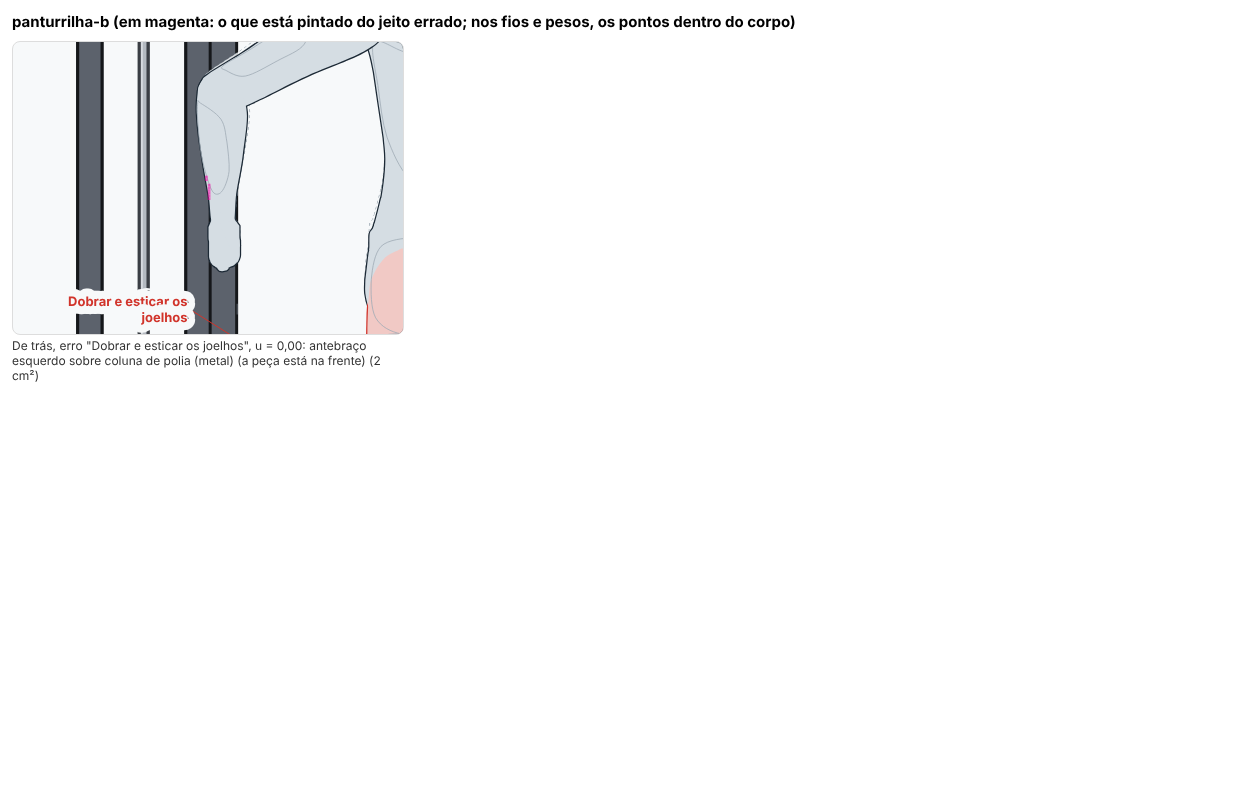 panturrilha-b (em magenta: o que está pintado do jeito errado; nos fios e pesos, os pontos dentro do corpo)
Dobrar e esticar os
joelhos
De trás, erro "Dobrar e esticar os joelhos", u = 0,00: antebraço
esquerdo sobre coluna de polia (metal) (a peça está na frente) (2
cm²)